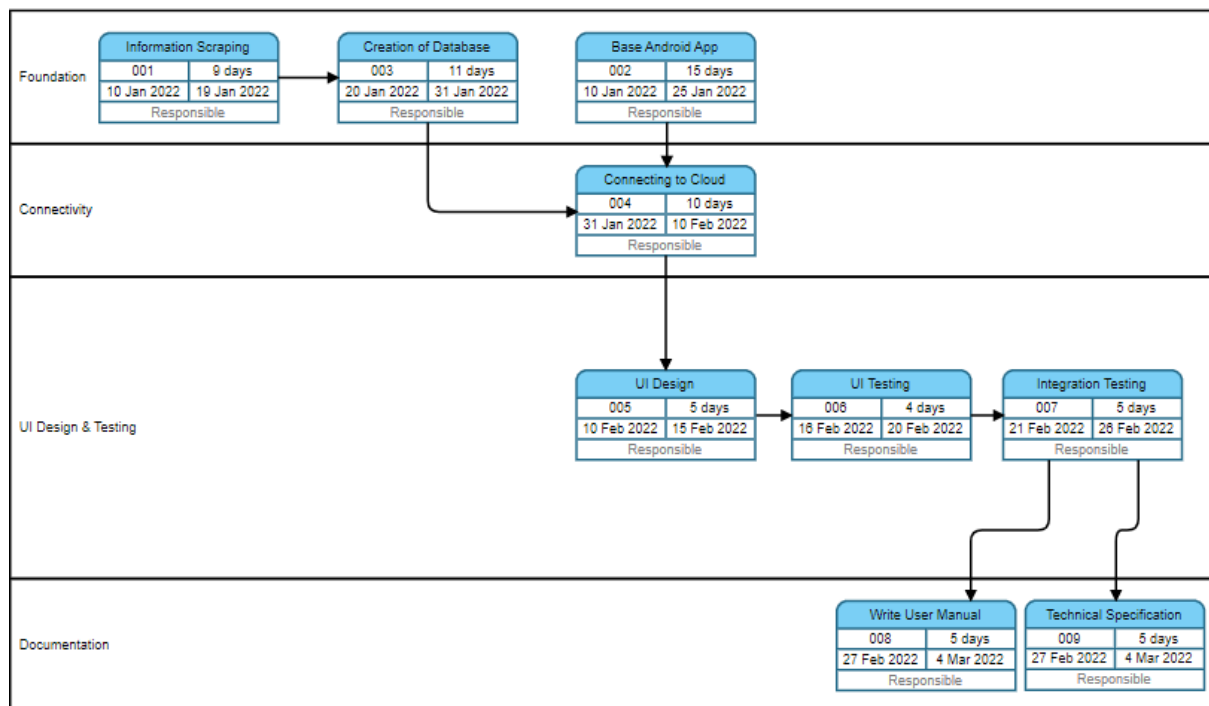 Foundation
Information Scraping
001 9 days
10 Jan 2022 19 Jan 2022
Responsible
Creation of Database
003 11 days
20 Jan 2022 31 Jan 2022
Responsible
Base Android App
002 15 days
10 Jan 2022 25 Jan 2022
Responsible
Connectivity
Connecting to Cloud
004 10 days
31 Jan 2022 10 Feb 2022
Responsible
UI Design & Testing
UI Design
005 5 days
10 Feb 2022 15 Feb 2022
Responsible
UI Testing
006 4 days
16 Feb 2022 20 Feb 2022
Responsible
Integration Testing
007 5 days
21 Feb 2022 26 Feb 2022
Responsible
Documentation
Write User Manual
008 5 days
27 Feb 2022 4 Mar 2022
Responsible
Technical Specification
009 5 days
27 Feb 2022 4 Mar 2022
Responsible